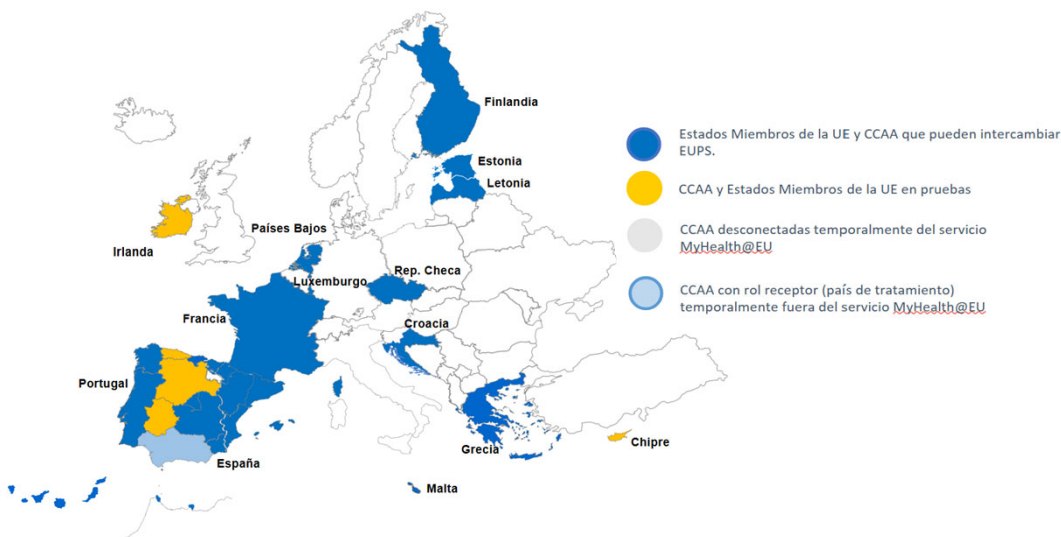 Finlandia
Estonia
Letonia
Países Bajos
Irlanda
Luxemburgo
Rep. Checa
Francia
Croacia
Portugal
España
Grecia
Chipre
Malta
Estados Miembros de la UE y CCAA que pueden intercambiar
EUPS.
CCAA y Estados Miembros de la UE en pruebas
CCAA desconectadas temporalmente del servicio
MyHealth@EU
CCAA con rol receptor (país de tratamiento)
temporalmente fuera del servicio MyHealth@EU